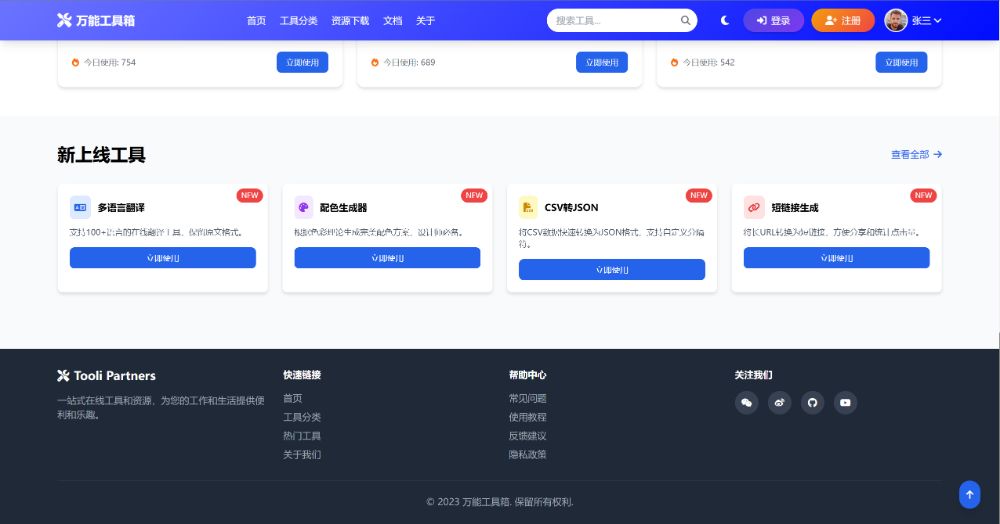 万能工具箱
首页 工具分类 资源下载 文档 关于
搜索工具...
登录
注册
张三
今日使用: 754
立即使用
今日使用: 689
立即使用
今日使用: 542
立即使用
新上线工具
查看全部
NEW
多语言翻译
支持100+语言的在线翻译工具，保留原文格式。
立即使用
NEW
配色生成器
根据色彩理论生成完美配色方案，设计师必备。
立即使用
NEW
CSV转JSON
将CSV数据快速转换为JSON格式，支持自定义分隔
符。
立即使用
NEW
短链接生成
将长URL转换为短链接，方便分享和统计点击量。
立即使用
Tooli Partners
一站式在线工具和资源，为您的工作和生活提供便
利和乐趣。
快速链接
首页
工具分类
热门工具
关于我们
帮助中心
常见问题
使用教程
反馈建议
隐私政策
关注我们
© 2023 万能工具箱. 保留所有权利.